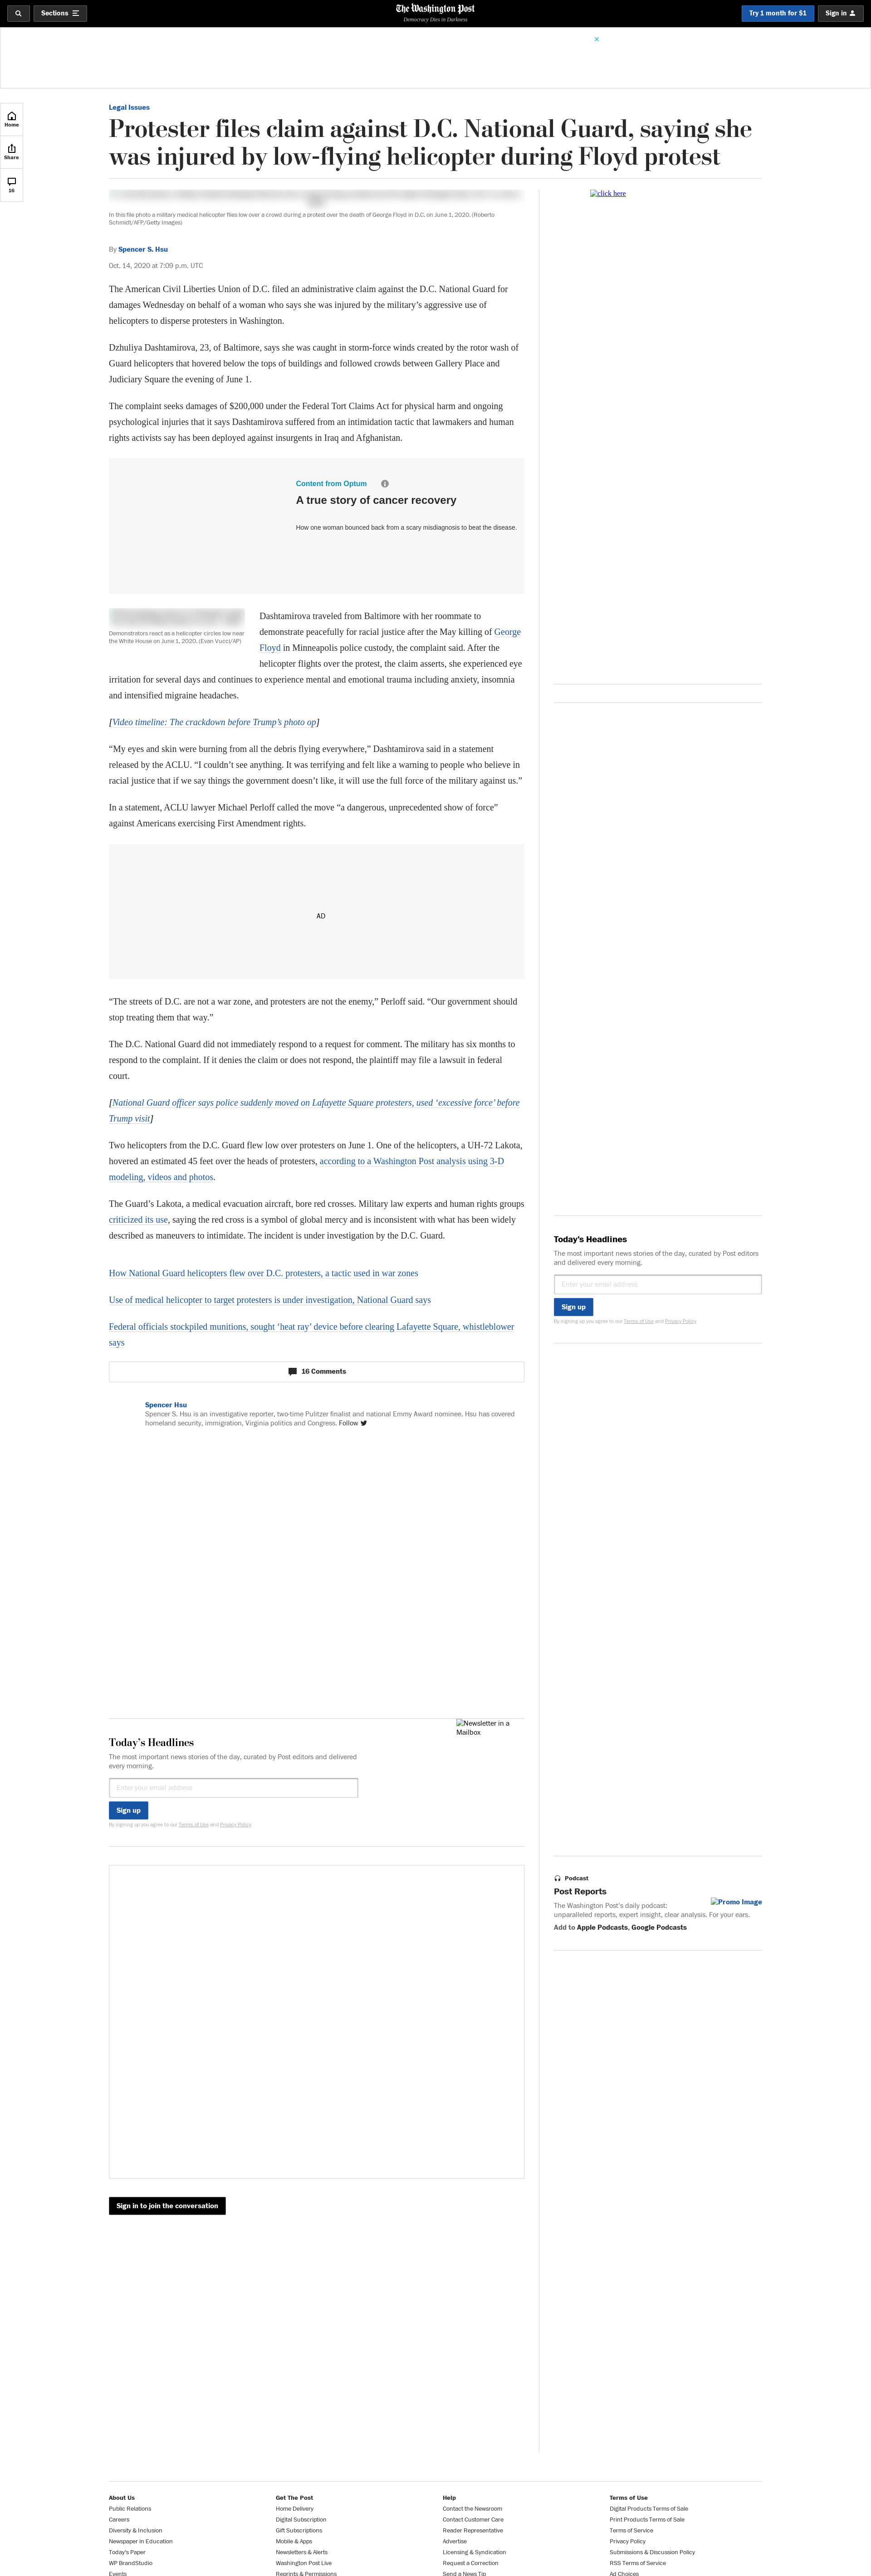 Sections
The Washington Post
Democracy Dies in Darkness
Try 1 month for $1
Sign in
Home
Share
16
Legal Issues
Protester files claim against D.C. National Guard, saying she
was injured by low-flying helicopter during Floyd protest
In this file photo a military medical helicopter flies low over a crowd during a protest over the death of George Floyd in D.C. on June 1, 2020. (Roberto
Schmidt/AFP/Getty Images)
By Spencer S. Hsu
Oct. 14, 2020 at 7:09 p.m. UTC
The American Civil Liberties Union of D.C. filed an administrative claim against the D.C. National Guard for
damages Wednesday on behalf of a woman who says she was injured by the military’s aggressive use of
helicopters to disperse protesters in Washington.
Dzhuliya Dashtamirova, 23, of Baltimore, says she was caught in storm-force winds created by the rotor wash of
Guard helicopters that hovered below the tops of buildings and followed crowds between Gallery Place and
Judiciary Square the evening of June 1.
The complaint seeks damages of $200,000 under the Federal Tort Claims Act for physical harm and ongoing
psychological injuries that it says Dashtamirova suffered from an intimidation tactic that lawmakers and human
rights activists say has been deployed against insurgents in Iraq and Afghanistan.
Content from Optum
A true story of cancer recovery
How one woman bounced back from a scary misdiagnosis to beat the disease.
Demonstrators react as a helicopter circles low near
the White House on June 1, 2020. (Evan Vucci/AP)
Dashtamirova traveled from Baltimore with her roommate to
demonstrate peacefully for racial justice after the May killing of George
Floyd in Minneapolis police custody, the complaint said. After the
helicopter flights over the protest, the claim asserts, she experienced eye
irritation for several days and continues to experience mental and emotional trauma including anxiety, insomnia
and intensified migraine headaches.
[Video timeline: The crackdown before Trump’s photo op]
“My eyes and skin were burning from all the debris flying everywhere,” Dashtamirova said in a statement
released by the ACLU. “I couldn’t see anything. It was terrifying and felt like a warning to people who believe in
racial justice that if we say things the government doesn’t like, it will use the full force of the military against us.”
In a statement, ACLU lawyer Michael Perloff called the move “a dangerous, unprecedented show of force”
against Americans exercising First Amendment rights.
AD
“The streets of D.C. are not a war zone, and protesters are not the enemy,” Perloff said. “Our government should
stop treating them that way.”
The D.C. National Guard did not immediately respond to a request for comment. The military has six months to
respond to the complaint. If it denies the claim or does not respond, the plaintiff may file a lawsuit in federal
court.
[National Guard officer says police suddenly moved on Lafayette Square protesters, used ‘excessive force’ before
Trump visit]
Two helicopters from the D.C. Guard flew low over protesters on June 1. One of the helicopters, a UH-72 Lakota,
hovered an estimated 45 feet over the heads of protesters, according to a Washington Post analysis using 3-D
modeling, videos and photos.
The Guard’s Lakota, a medical evacuation aircraft, bore red crosses. Military law experts and human rights groups
criticized its use, saying the red cross is a symbol of global mercy and is inconsistent with what has been widely
described as maneuvers to intimidate. The incident is under investigation by the D.C. Guard.
How National Guard helicopters flew over D.C. protesters, a tactic used in war zones
Use of medical helicopter to target protesters is under investigation, National Guard says
Federal officials stockpiled munitions, sought ‘heat ray’ device before clearing Lafayette Square, whistleblower
says
16 Comments
Spencer Hsu
Spencer S. Hsu is an investigative reporter, two-time Pulitzer finalist and national Emmy Award nominee. Hsu has covered
homeland security, immigration, Virginia politics and Congress. Follow
Newsletter in a
Mailbox
Today’s Headlines
The most important news stories of the day, curated by Post editors and delivered
every morning.
Enter your email address
Sign up
By signing up you agree to our Terms of Use and Privacy Policy
Sign in to join the conversation
click here
Today’s Headlines
The most important news stories of the day, curated by Post editors
and delivered every morning.
Enter your email address
Sign up
By signing up you agree to our Terms of Use and Privacy Policy
Podcast
Post Reports
Promo Image
The Washington Post’s daily podcast:
unparalleled reports, expert insight, clear analysis. For your ears.
Add to Apple Podcasts, Google Podcasts
About Us
Public Relations
Careers
Diversity & Inclusion
Newspaper in Education
Today's Paper
WP BrandStudio
Events
Get The Post
Home Delivery
Digital Subscription
Gift Subscriptions
Mobile & Apps
Newsletters & Alerts
Washington Post Live
Reprints & Permissions
Help
Contact the Newsroom
Contact Customer Care
Reader Representative
Advertise
Licensing & Syndication
Request a Correction
Send a News Tip
Terms of Use
Digital Products Terms of Sale
Print Products Terms of Sale
Terms of Service
Privacy Policy
Submissions & Discussion Policy
RSS Terms of Service
Ad Choices